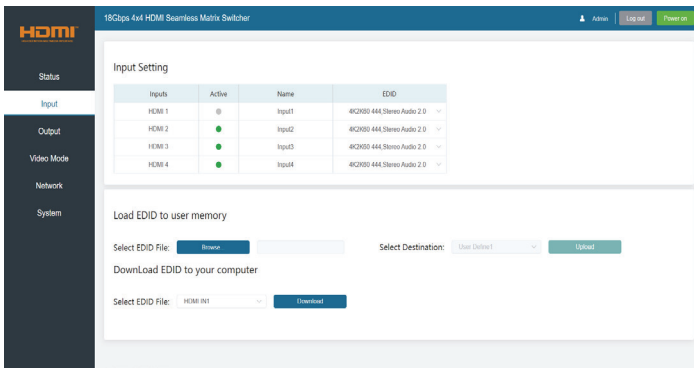 HDMI
18Gbps 4x4 HDMI Seamless Matrix Switcher
Admin Log out Power on
Status
Input
Output
Video Mode
Network
System
Input Setting
Inputs Active Name EDID
HDMI 1 Input1 4K2K60 444,Stereo Audio 2.0
HDMI 2 Input2 4K2K60 444,Stereo Audio 2.0
HDMI 3 Input3 4K2K60 444,Stereo Audio 2.0
HDMI 4 Input4 4K2K60 444,Stereo Audio 2.0
Load EDID to user memory
Select EDID File: Browse Select Destination: User Define1 Upload
DownLoad EDID to your computer
Select EDID File: HDMI IN1 Download